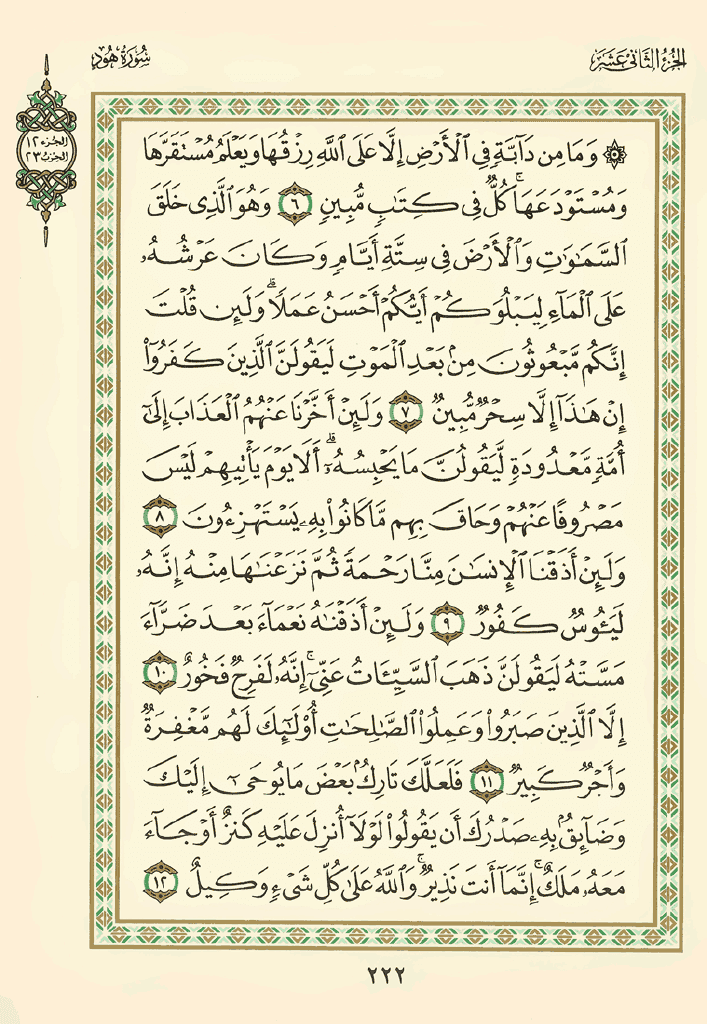 الجزء الثاني عشر
سورة هود
الجزء ١٢
الحزب ٢٣
۞ وَمَا مِن دَآبَّةٍ فِي ٱلْأَرْضِ إِلَّا عَلَى ٱللَّهِ رِزْقُهَا وَيَعْلَمُ مُسْتَقَرَّهَا
وَمُسْتَوْدَعَهَا ۚ كُلٌّ فِي كِتَٰبٍ مُّبِينٍ ٦ وَهُوَ ٱلَّذِي خَلَقَ
ٱلسَّمَٰوَٰتِ وَٱلْأَرْضَ فِي سِتَّةِ أَيَّامٍ وَكَانَ عَرْشُهُۥ
عَلَى ٱلْمَآءِ لِيَبْلُوَكُمْ أَيُّكُمْ أَحْسَنُ عَمَلًا ۗ وَلَئِن قُلْتَ
إِنَّكُم مَّبْعُوثُونَ مِنۢ بَعْدِ ٱلْمَوْتِ لَيَقُولَنَّ ٱلَّذِينَ كَفَرُوٓا۟
إِنْ هَٰذَآ إِلَّا سِحْرٌ مُّبِينٌ ٧ وَلَئِنْ أَخَّرْنَا عَنْهُمُ ٱلْعَذَابَ إِلَىٰٓ
أُمَّةٍ مَّعْدُودَةٍ لَّيَقُولُنَّ مَا يَحْبِسُهُۥٓ ۗ أَلَا يَوْمَ يَأْتِيهِمْ لَيْسَ
مَصْرُوفًا عَنْهُمْ وَحَاقَ بِهِم مَّا كَانُوا۟ بِهِۦ يَسْتَهْزِءُونَ ٨
وَلَئِنْ أَذَقْنَا ٱلْإِنسَٰنَ مِنَّا رَحْمَةً ثُمَّ نَزَعْنَٰهَا مِنْهُ إِنَّهُۥ
لَيَـُٔوسٌ كَفُورٌ ٩ وَلَئِنْ أَذَقْنَٰهُ نَعْمَآءَ بَعْدَ ضَرَّآءَ
مَسَّتْهُ لَيَقُولَنَّ ذَهَبَ ٱلسَّيِّـَٔاتُ عَنِّيٓ ۚ إِنَّهُۥ لَفَرِحٌ فَخُورٌ ١٠
إِلَّا ٱلَّذِينَ صَبَرُوا۟ وَعَمِلُوا۟ ٱلصَّٰلِحَٰتِ أُو۟لَٰٓئِكَ لَهُم مَّغْفِرَةٌ
وَأَجْرٌ كَبِيرٌ ١١ فَلَعَلَّكَ تَارِكٌۢ بَعْضَ مَا يُوحَىٰٓ إِلَيْكَ
وَضَآئِقٌۢ بِهِۦ صَدْرُكَ أَن يَقُولُوا۟ لَوْلَآ أُنزِلَ عَلَيْهِ كَنزٌ أَوْ جَآءَ
مَعَهُۥ مَلَكٌ ۚ إِنَّمَآ أَنتَ نَذِيرٌ ۚ وَٱللَّهُ عَلَىٰ كُلِّ شَيْءٍ وَكِيلٌ ١٢
٢٢٢